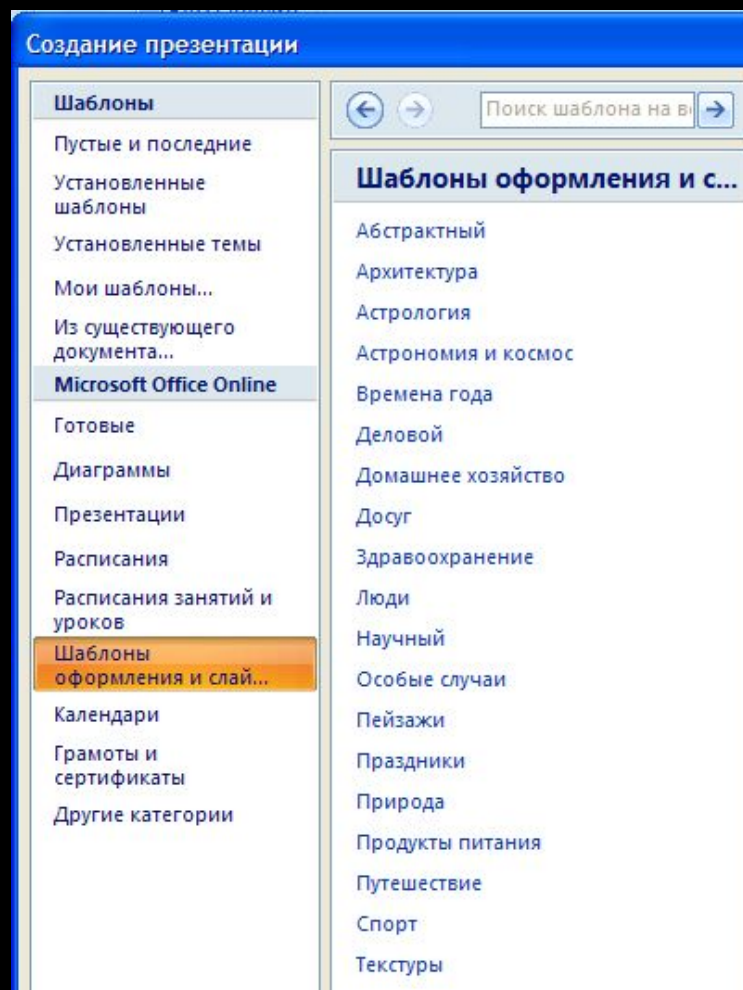 Создание презентации
Шаблоны
Пустые и последние
Установленные
шаблоны
Установленные темы
Мои шаблоны...
Из существующего
документа...
Microsoft Office Online
Готовые
Диаграммы
Презентации
Расписания
Расписания занятий и
уроков
Шаблоны
оформления и слай...
Календари
Грамоты и
сертификаты
Другие категории
Поиск шаблона на
Шаблоны оформления и с...
Абстрактный
Архитектура
Астрология
Астрономия и космос
Времена года
Деловой
Домашнее хозяйство
Досуг
Здравоохранение
Люди
Научный
Особые случаи
Пейзажи
Праздники
Природа
Продукты питания
Путешествие
Спорт
Текстуры